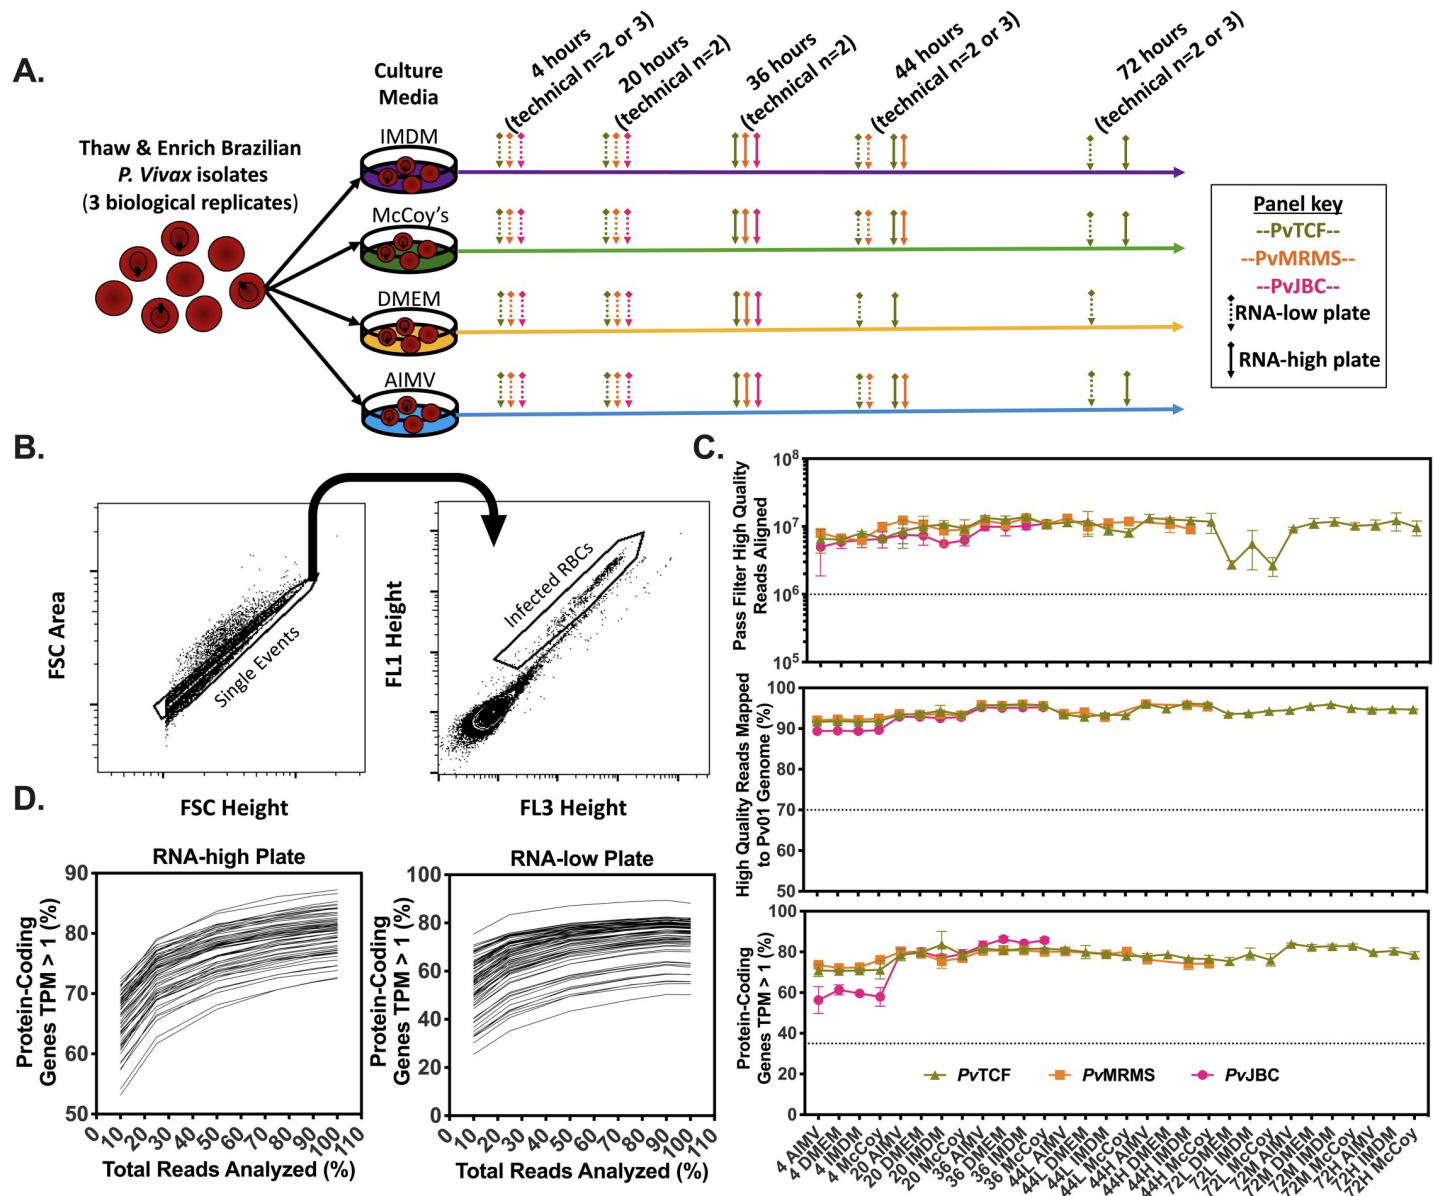 A.
Thaw & Enrich Brazilian
P. Vivax isolates
(3 biological replicates)
Culture
Media
IMDM
McCoy's
DMEM
AIMV
4 hours
(technical n=2 or 3)
20 hours
(technical n=2)
36 hours
(technical n=2)
44 hours
(technical n=2 or 3)
72 hours
(technical n=2 or 3)
Panel key
--PvTCF--
--PvMRMS--
--PvJBC--
RNA-low plate
RNA-high plate
B.
FSC Area
Single Events
FSC Height
FL1 Height
Infected RBCs
FL3 Height
C.
Pass Filter High Quality
Reads Aligned
10^8
10^7
10^6
10^5
High Quality Reads Mapped
to Pv01 Genome (%)
100
90
80
70
60
50
Protein-Coding
Genes TPM > 1 (%)
100
80
60
40
20
0
PvTCF
PvMRMS
PvJBC
4 AIMV
4 DMEM
4 IMDM
4 McCoy
20 AIMV
20 DMEM
20 IMDM
20 McCoy
36 AIMV
36 DMEM
36 IMDM
36 McCoy
44L AIMV
44L DMEM
44L IMDM
44L McCoy
44H AIMV
44H DMEM
44H IMDM
44H McCoy
72L DMEM
72L IMDM
72L McCoy
72M AIMV
72M DMEM
72M IMDM
72M McCoy
72H AIMV
72H IMDM
72H McCoy
D.
RNA-high Plate
Protein-Coding
Genes TPM > 1 (%)
90
80
70
60
50
0
10
20
30
40
50
60
70
80
90
100
110
Total Reads Analyzed (%)
RNA-low Plate
Protein-Coding
Genes TPM > 1 (%)
100
80
60
40
20
0
0
10
20
30
40
50
60
70
80
90
100
110
Total Reads Analyzed (%)